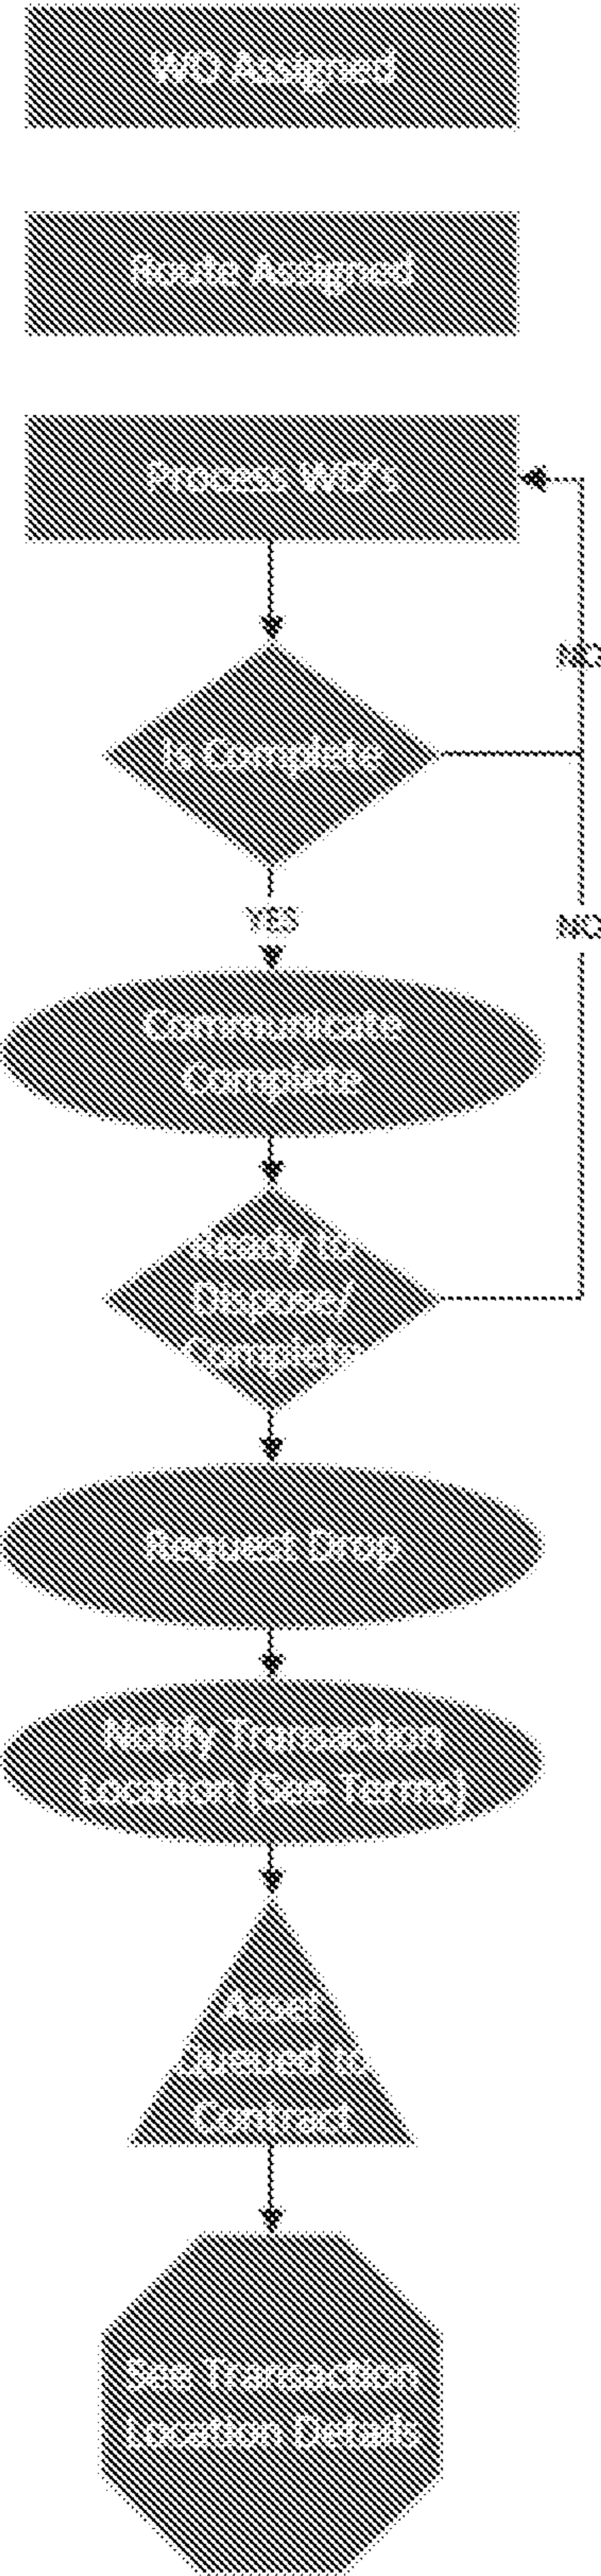 WO Assigned
Route Assigned
Process WO's
NO
Is Complete
YES
NO
Communicate
Complete
Ready to
Dispose/
Complete
Request Drop
Notify Transaction
Location (See Terms)
Asset
Queued to
Contract
See Transaction
Location Details